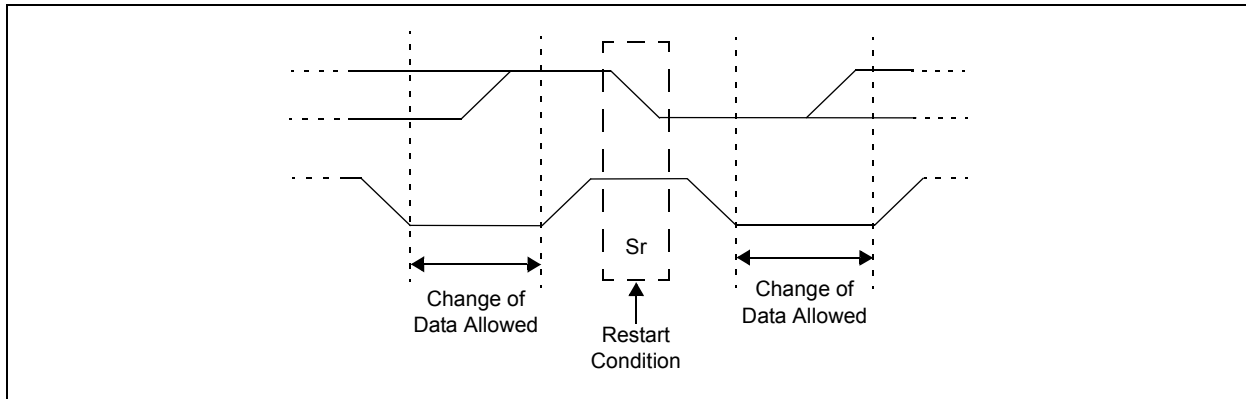 Sr
Change of
Data Allowed
Restart
Condition
Change of
Data Allowed